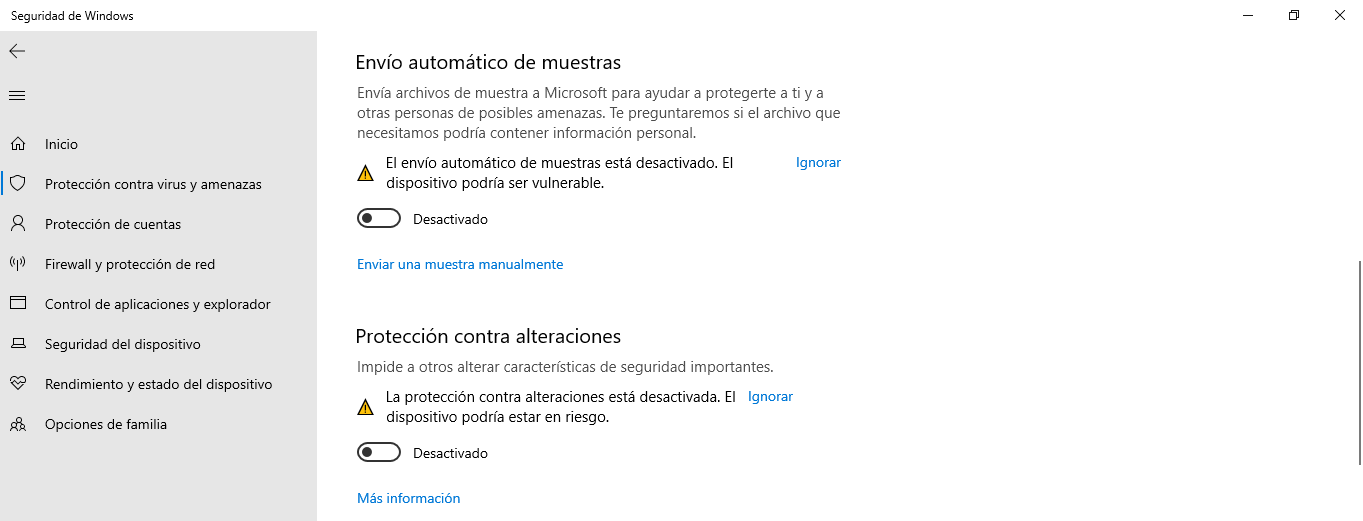 Seguridad de Windows
Inicio
Protección contra virus y amenazas
Protección de cuentas
Firewall y protección de red
Control de aplicaciones y explorador
Seguridad del dispositivo
Rendimiento y estado del dispositivo
Opciones de familia
Envío automático de muestras
Envía archivos de muestra a Microsoft para ayudar a protegerte a ti y a
otras personas de posibles amenazas. Te preguntaremos si el archivo que
necesitamos podría contener información personal.
El envío automático de muestras está desactivado. El
dispositivo podría ser vulnerable.
Ignorar
Desactivado
Enviar una muestra manualmente
Protección contra alteraciones
Impide a otros alterar características de seguridad importantes.
La protección contra alteraciones está desactivada. El
dispositivo podría estar en riesgo.
Ignorar
Desactivado
Más información